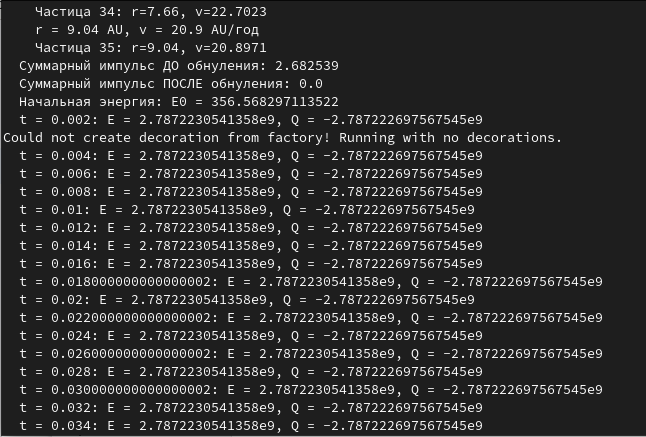 Частица 34: r=7.66, v=22.7023
r = 9.04 AU, v = 20.9 AU/год
Частица 35: r=9.04, v=20.8971
Суммарный импульс ДО обнуления: 2.682539
Суммарный импульс ПОСЛЕ обнуления: 0.0
Начальная энергия: E0 = 356.568297113522
t = 0.002: E = 2.7872230541358e9, Q = −2.787222697567545e9
Could not create decoration from factory! Running with no decorations.
t = 0.004: E = 2.7872230541358e9, Q = −2.787222697567545e9
t = 0.006: E = 2.7872230541358e9, Q = −2.787222697567545e9
t = 0.008: E = 2.7872230541358e9, Q = −2.787222697567545e9
t = 0.01: E = 2.7872230541358e9, Q = −2.787222697567545e9
t = 0.012: E = 2.7872230541358e9, Q = −2.787222697567545e9
t = 0.014: E = 2.7872230541358e9, Q = −2.787222697567545e9
t = 0.016: E = 2.7872230541358e9, Q = −2.787222697567545e9
t = 0.018000000000000002: E = 2.7872230541358e9, Q = −2.787222697567545e9
t = 0.02: E = 2.7872230541358e9, Q = −2.787222697567545e9
t = 0.022000000000000002: E = 2.7872230541358e9, Q = −2.787222697567545e9
t = 0.024: E = 2.7872230541358e9, Q = −2.787222697567545e9
t = 0.026000000000000002: E = 2.7872230541358e9, Q = −2.787222697567545e9
t = 0.028: E = 2.7872230541358e9, Q = −2.787222697567545e9
t = 0.030000000000000002: E = 2.7872230541358e9, Q = −2.787222697567545e9
t = 0.032: E = 2.7872230541358e9, Q = −2.787222697567545e9
t = 0.034: E = 2.7872230541358e9, Q = −2.787222697567545e9